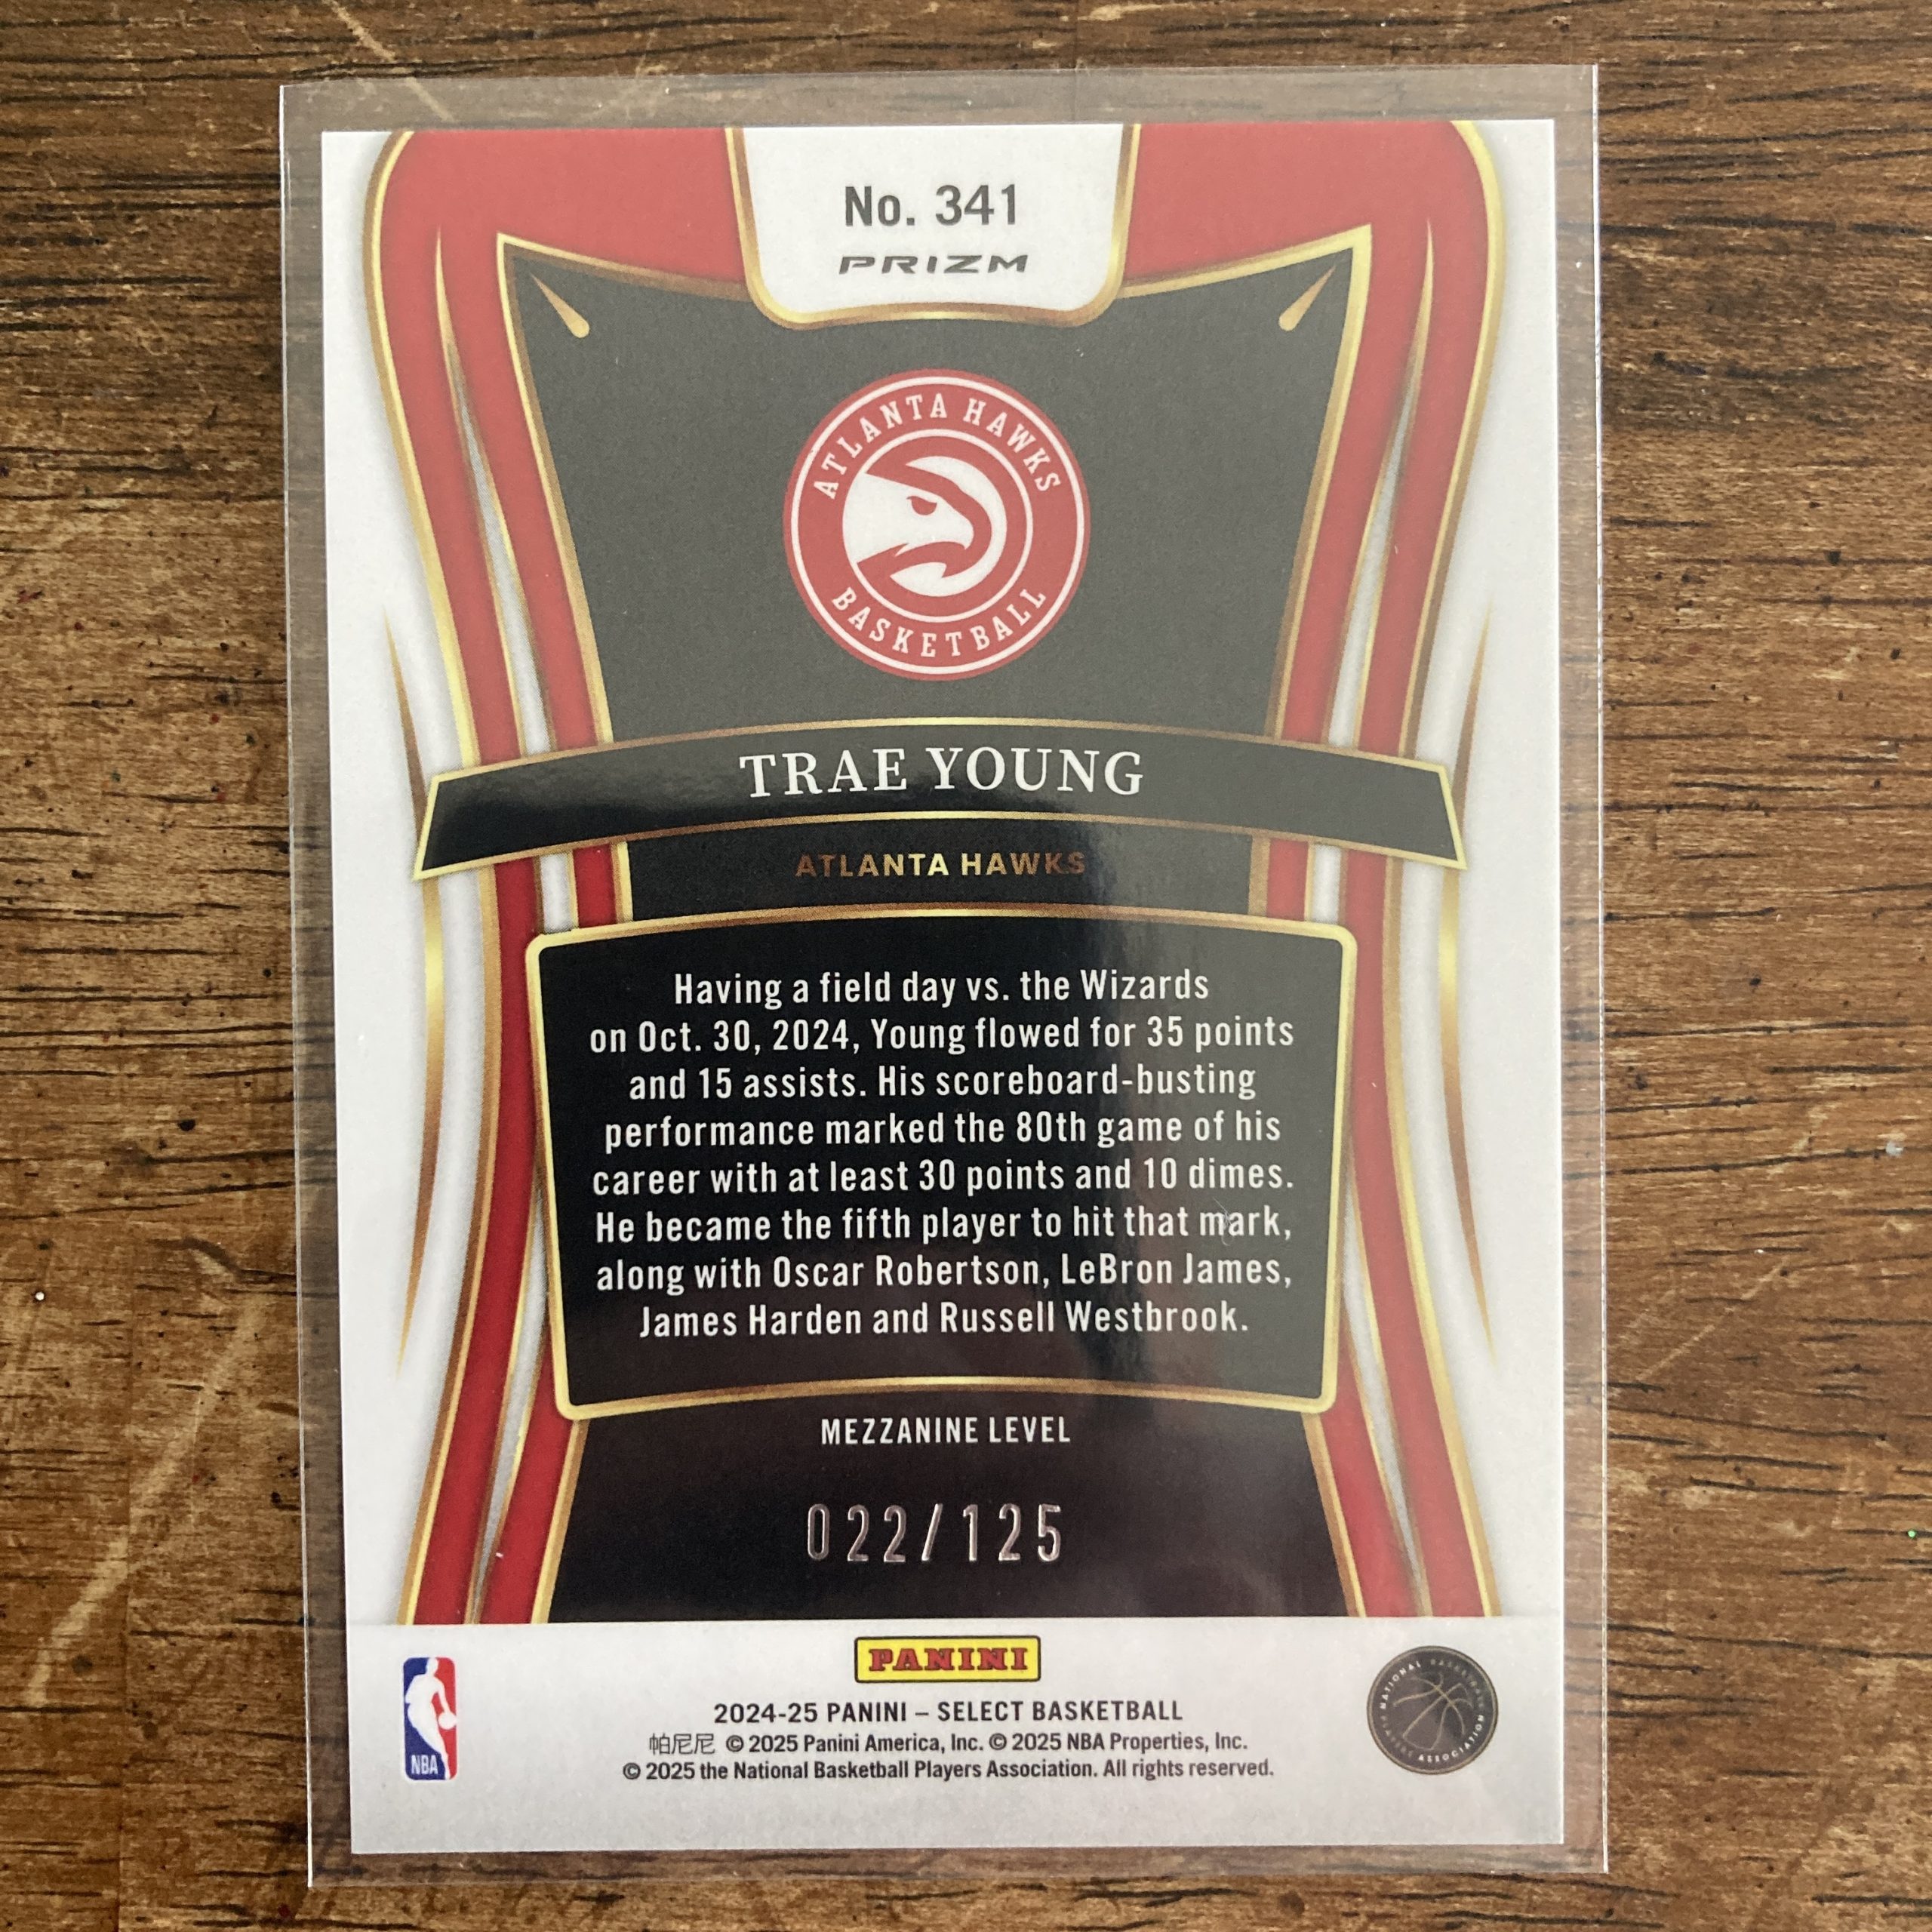 No. 341
PRIZM
ATLANTA HAWKS
BASKETBALL
TRAE YOUNG
ATLANTA HAWKS
Having a field day vs. the Wizards
on Oct. 30, 2024, Young flowed for 35 points
and 15 assists. His scoreboard-busting
performance marked the 80th game of his
career with at least 30 points and 10 dimes.
He became the fifth player to hit that mark,
along with Oscar Robertson, LeBron James,
James Harden and Russell Westbrook.
MEZZANINE LEVEL
022/125
PANINI
NBA
2024-25 PANINI – SELECT BASKETBALL
帕尼尼 © 2025 Panini America, Inc. © 2025 NBA Properties, Inc.
© 2025 the National Basketball Players Association. All rights reserved.
NATIONAL BASKETBALL
PLAYERS ASSOCIATION